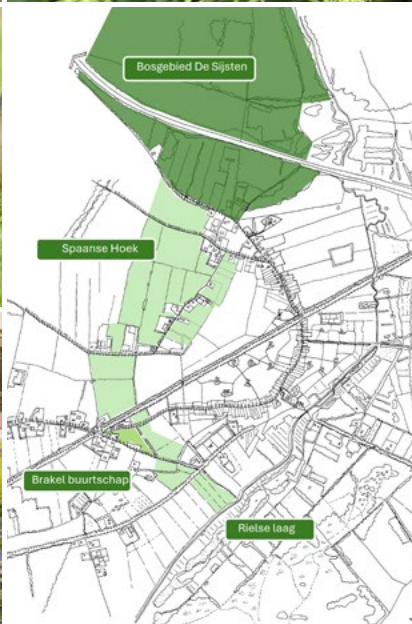 Bosgebied De Sijsten
Spaanse Hoek
Brakel buurtschap
Rielse laag